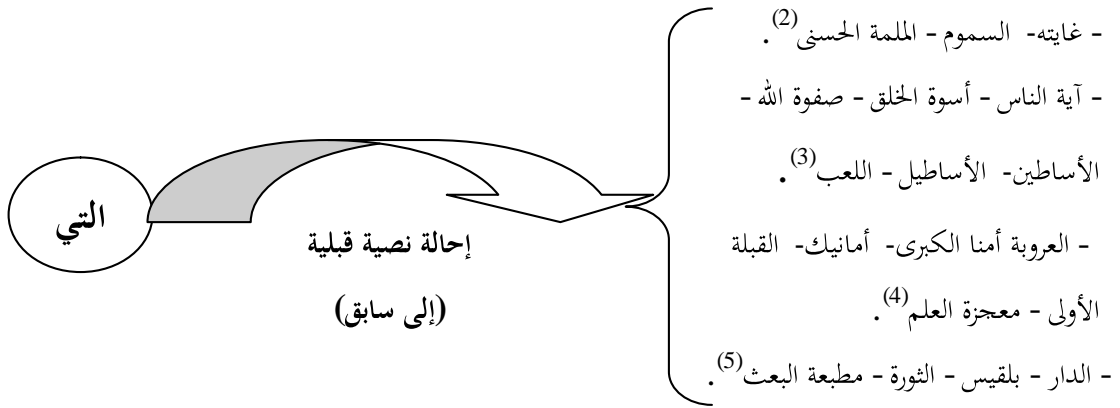 - غايته- السموم - الملمة الحسنى(2).
- آية الناس - أسوة الخلق - صفوة الله -
الأساطين- الأساطيل - اللعب(3).
- العروبة أمنا الكبرى- أمانيك- القبلة
الأولى - معجزة العلم(4).
- الدار - بلقيس - الثورة - مطبعة البعث(5).
التي
إحالة نصية قبلية
(إلى سابق)